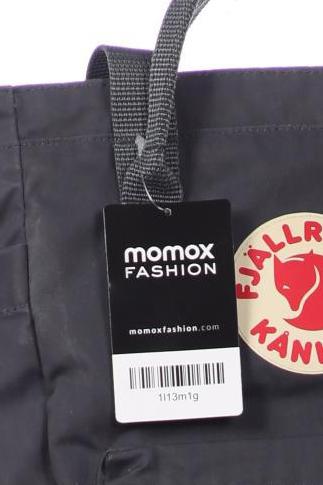 momox
FASHION
momoxfashion.com
1l13m1g
FJÄLLR
KÅN